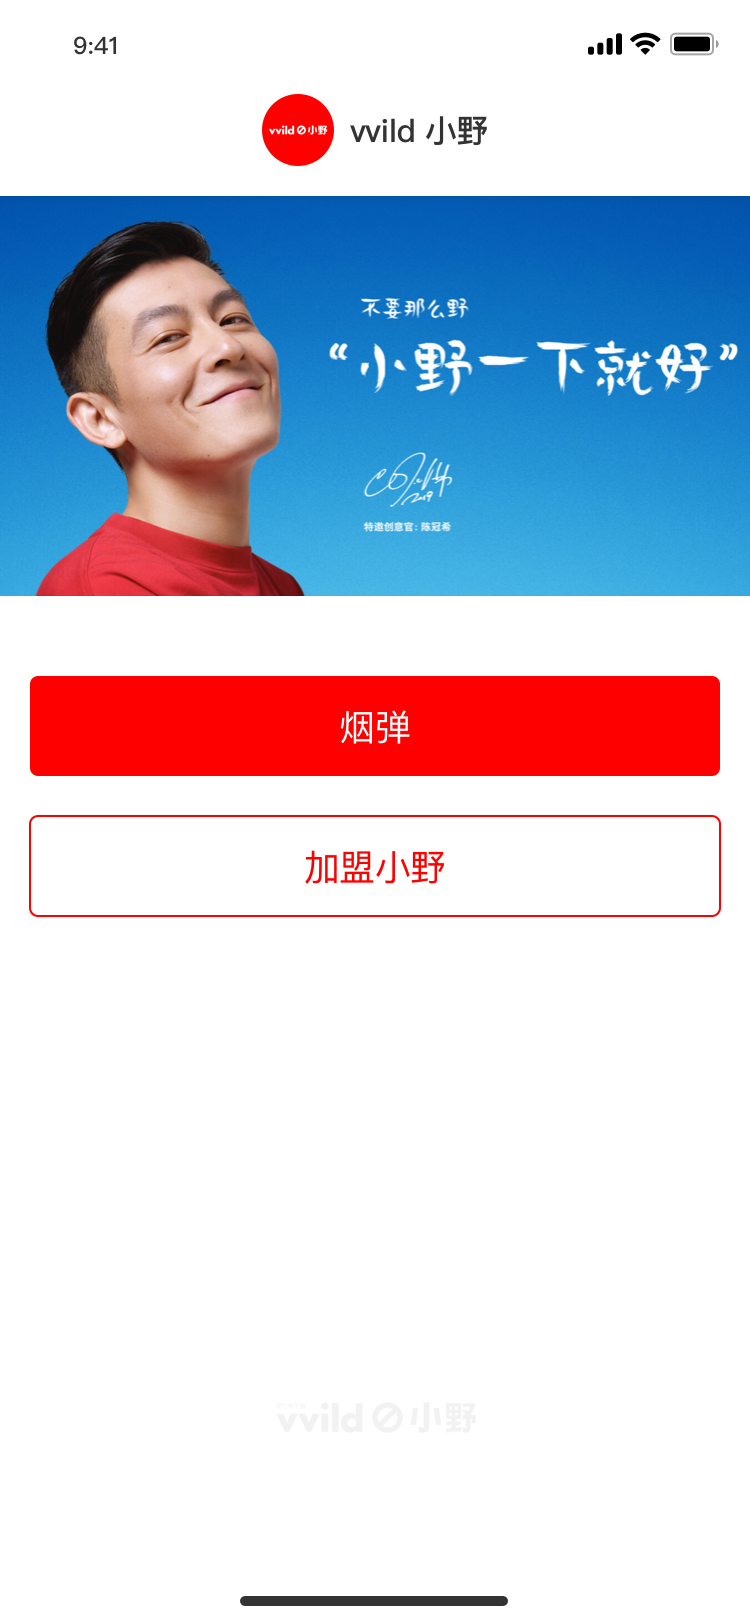 9:41
vvild 小野
vvild 小野
不要那么野
“小野一下就好”
2019
特邀创意官：陈冠希
烟弹
加盟小野
vvild 小野